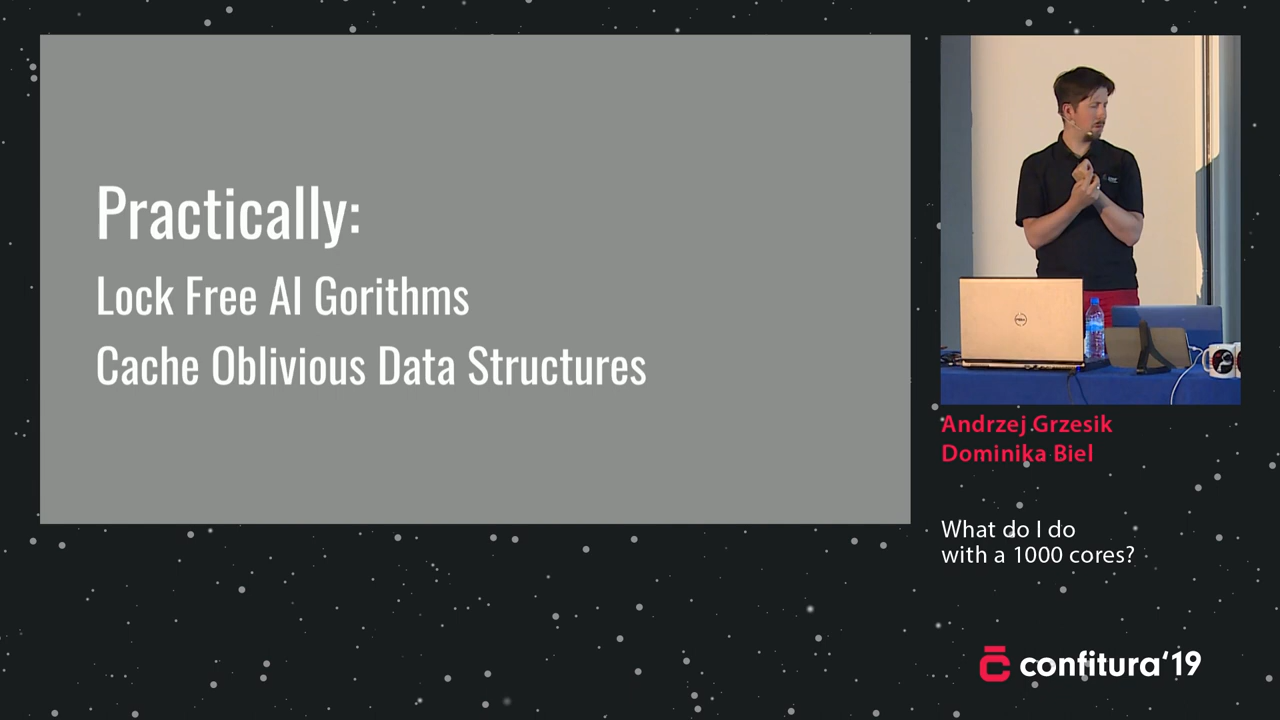 Practically:
Lock Free AI Gorithms
Cache Oblivious Data Structures
Andrzej Grzesik
Dominika Biel
What do I do
with a 1000 cores?
confitura'19